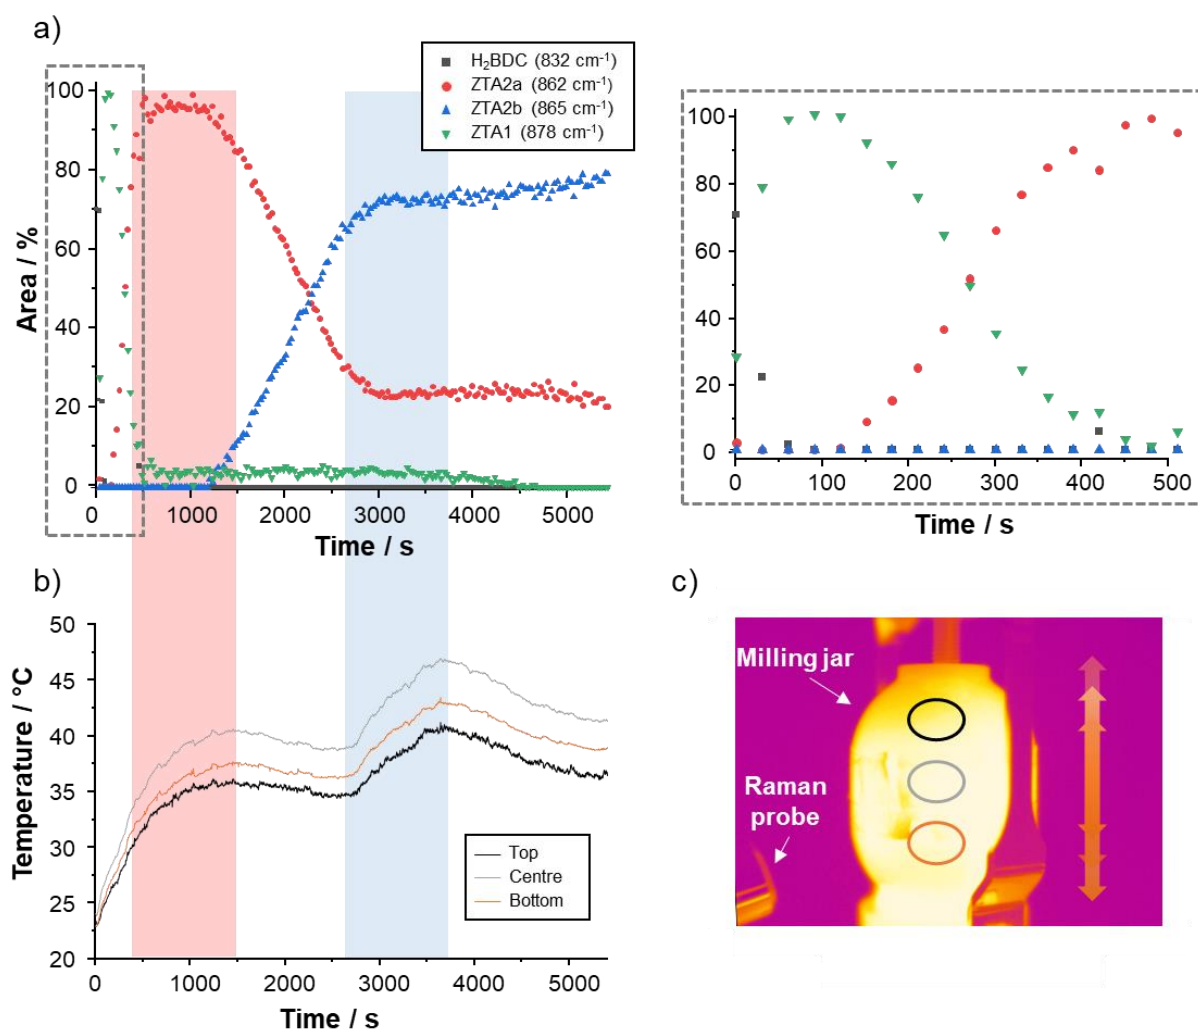 a)
H₂BDC (832 cm⁻¹)
ZTA2a (862 cm⁻¹)
ZTA2b (865 cm⁻¹)
ZTA1 (878 cm⁻¹)
Area / %
100
80
60
40
20
0
0 1000 2000 3000 4000 5000
Time / s
100
80
60
40
20
0
0 100 200 300 400 500
Time / s
b)
Temperature / °C
50
45
40
35
30
25
20
Top
Centre
Bottom
0 1000 2000 3000 4000 5000
Time / s
c)
Milling jar
Raman
probe